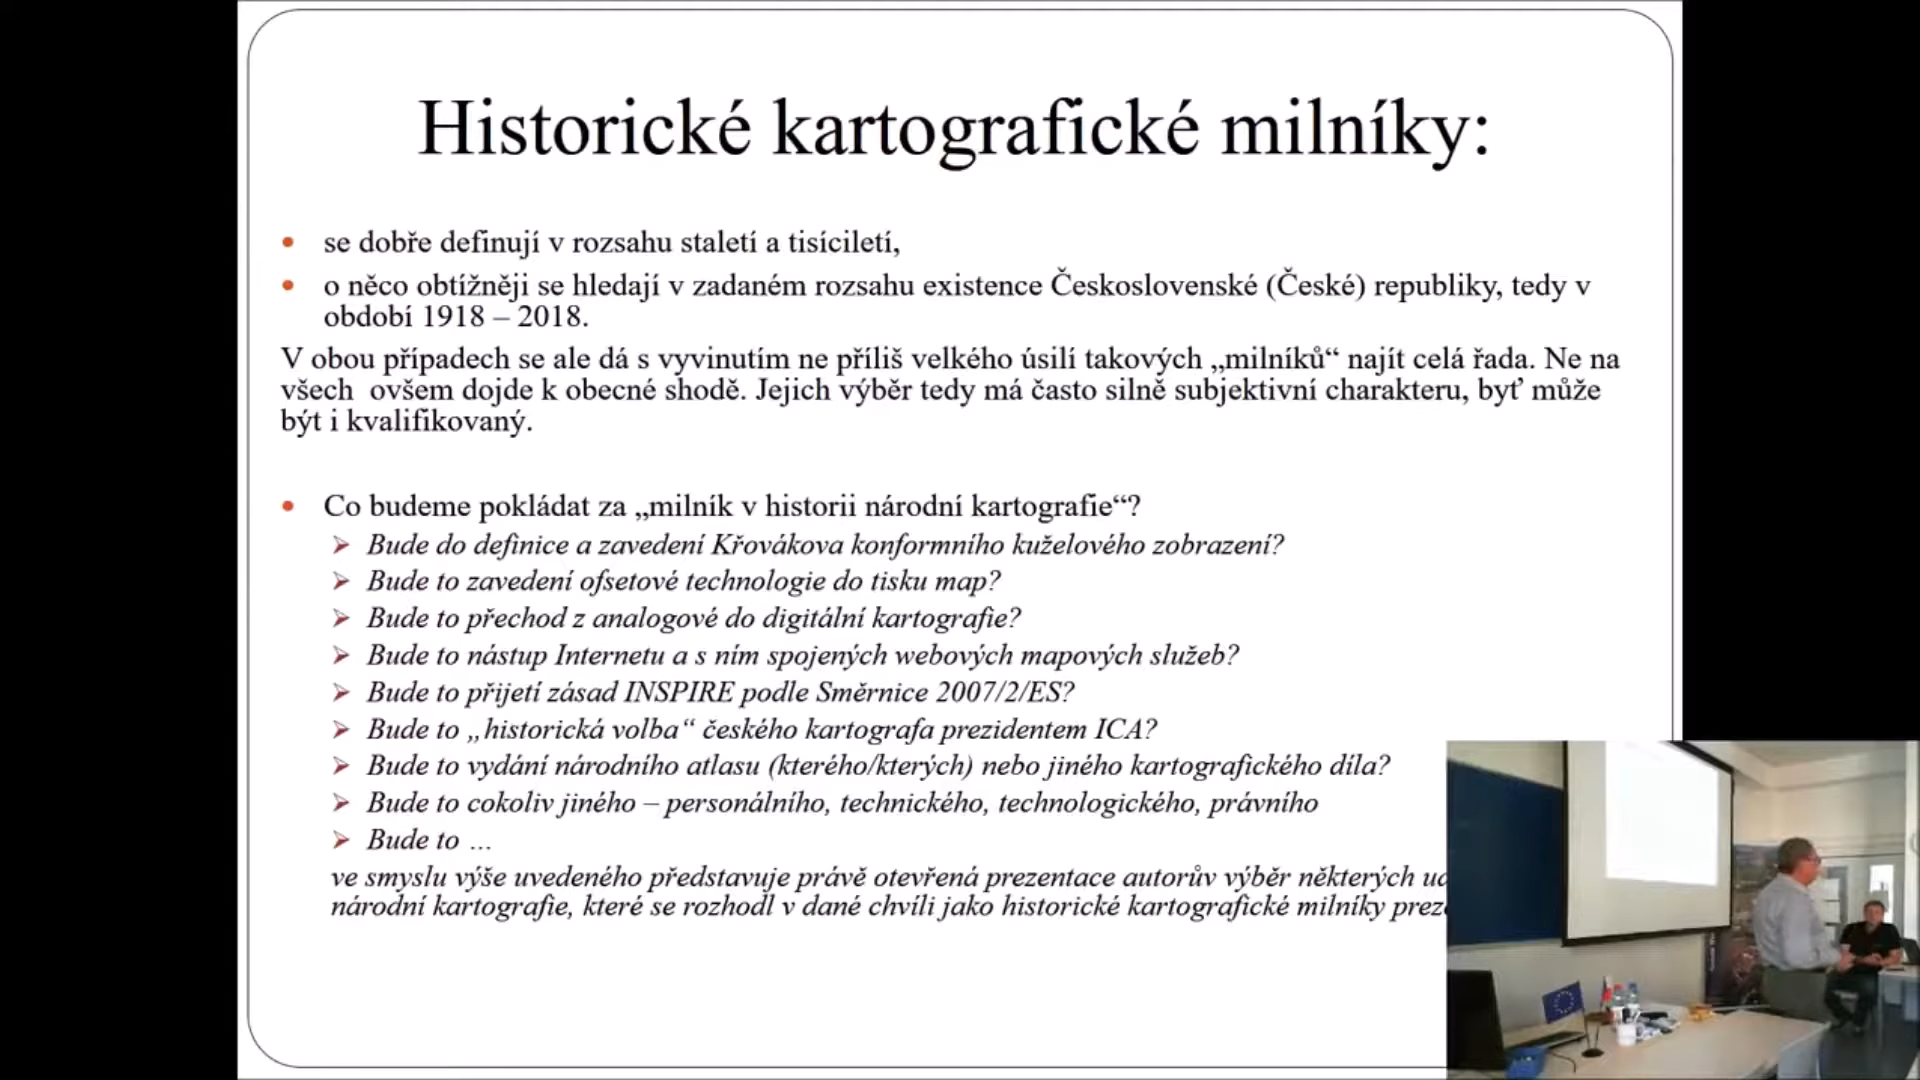 Historické kartografické milníky:
• se dobře definují v rozsahu staletí a tisíciletí,
• o něco obtížněji se hledají v zadaném rozsahu existence Československé (České) republiky, tedy v
období 1918 – 2018.
V obou případech se ale dá s vyvinutím ne příliš velkého úsilí takových „milníků“ najít celá řada. Ne na
všech ovšem dojde k obecné shodě. Jejich výběr tedy má často silně subjektivní charakteru, byť může
být i kvalifikovaný.
• Co budeme pokládat za „milník v historii národní kartografie“?
➢ Bude do definice a zavedení Křovákova konformního kuželového zobrazení?
➢ Bude to zavedení ofsetové technologie do tisku map?
➢ Bude to přechod z analogové do digitální kartografie?
➢ Bude to nástup Internetu a s ním spojených webových mapových služeb?
➢ Bude to přijetí zásad INSPIRE podle Směrnice 2007/2/ES?
➢ Bude to „historická volba“ českého kartografa prezidentem ICA?
➢ Bude to vydání národního atlasu (kterého/kterých) nebo jiného kartografického díla?
➢ Bude to cokoliv jiného – personálního, technického, technologického, právního
➢ Bude to …
ve smyslu výše uvedeného představuje právě otevřená prezentace autorův výběr některých
národní kartografie, které se rozhodl v dané chvíli jako historické kartografické milníky